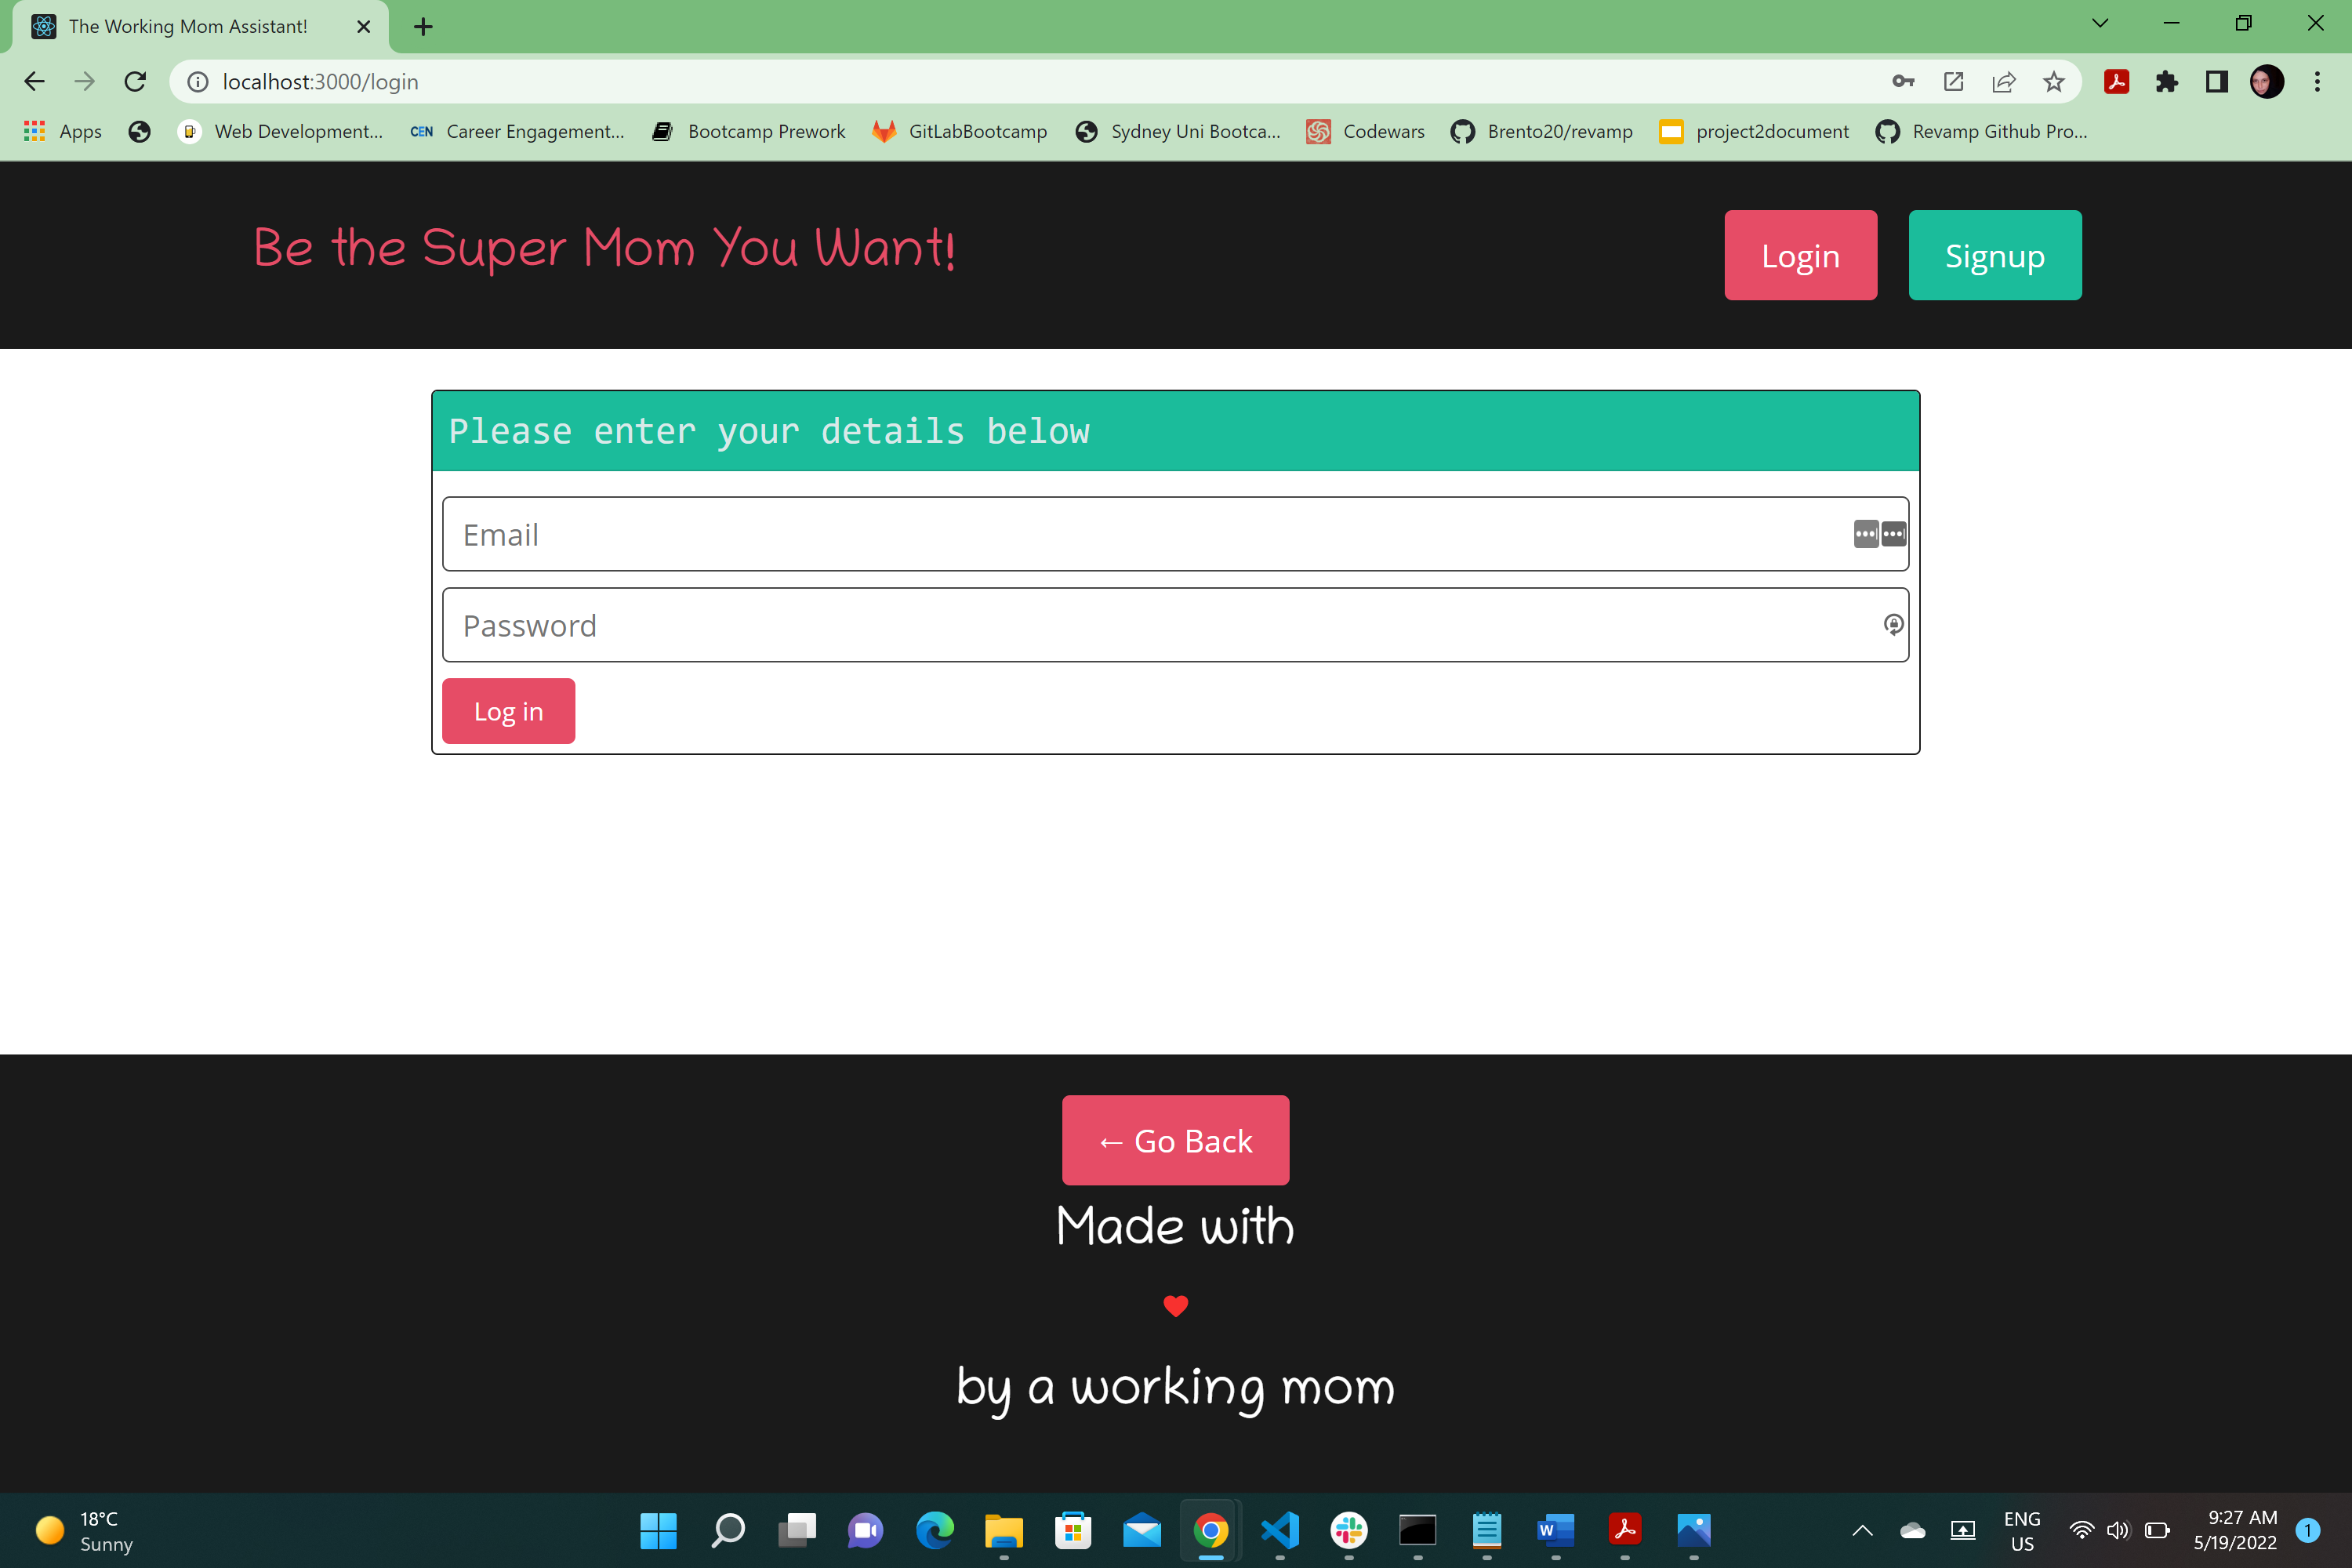 The Working Mom Assistant!
localhost:3000/login
Apps
Web Development...
CEN
Career Engagement...
Bootcamp Prework
GitLabBootcamp
Sydney Uni Bootca...
Codewars
Brento20/revamp
project2document
Revamp Github Pro...
Be the Super Mom You Want!
Login
Signup
Please enter your details below
Email
Password
Log in
← Go Back
Made with
by a working mom
18°C
Sunny
W
ENG
US
9:27 AM
5/19/2022
1